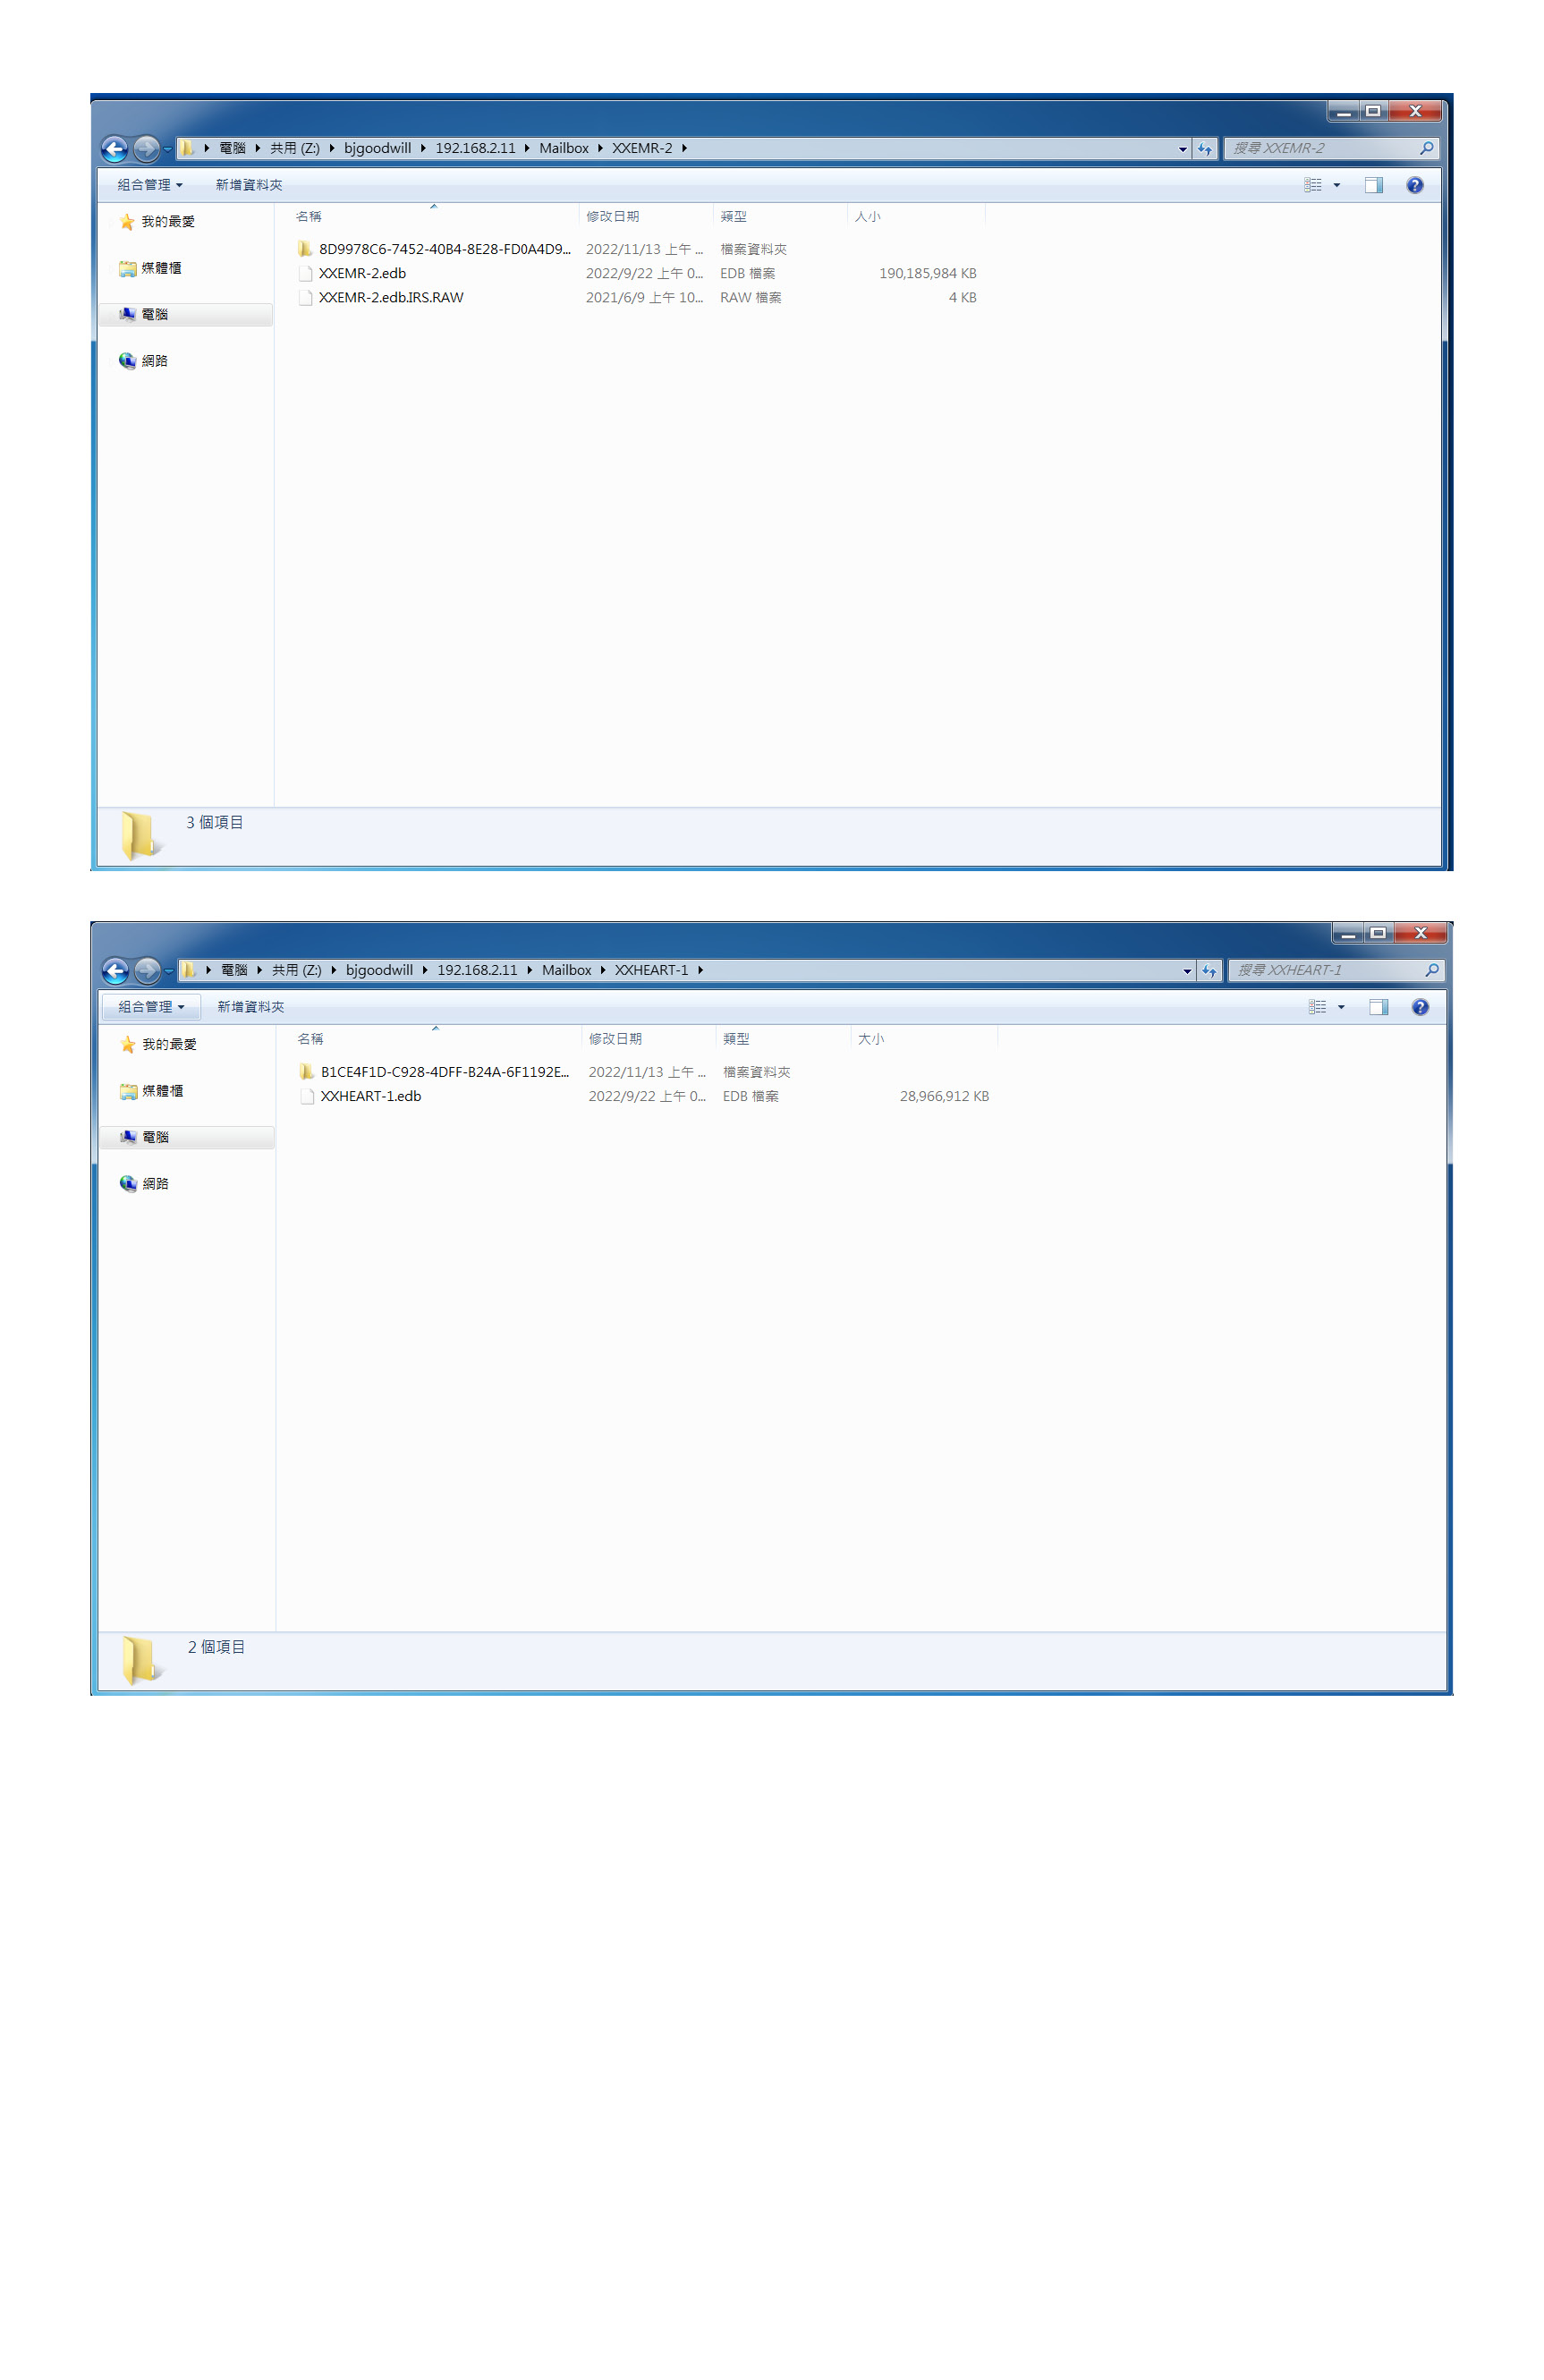 電腦 共用 (Z:) bjgoodwill 192.168.2.11 Mailbox XXEMR-2 搜尋 XXEMR-2
組合管理 新增資料夾
我的最愛
媒體櫃
電腦
網路
名稱 修改日期 類型 大小
8D9978C6-7452-40B4-8E28-FD0A4D9... 2022/11/13 上午 ... 檔案資料夾
XXEMR-2.edb 2022/9/22 上午 0... EDB 檔案 190,185,984 KB
XXEMR-2.edb.IRS.RAW 2021/6/9 上午 10... RAW 檔案 4 KB
3 個項目
電腦 共用 (Z:) bjgoodwill 192.168.2.11 Mailbox XXHEART-1 搜尋 XXHEART-1
組合管理 新增資料夾
我的最愛
媒體櫃
電腦
網路
名稱 修改日期 類型 大小
B1CE4F1D-C928-4DFF-B24A-6F1192E... 2022/11/13 上午 ... 檔案資料夾
XXHEART-1.edb 2022/9/22 上午 0... EDB 檔案 28,966,912 KB
2 個項目